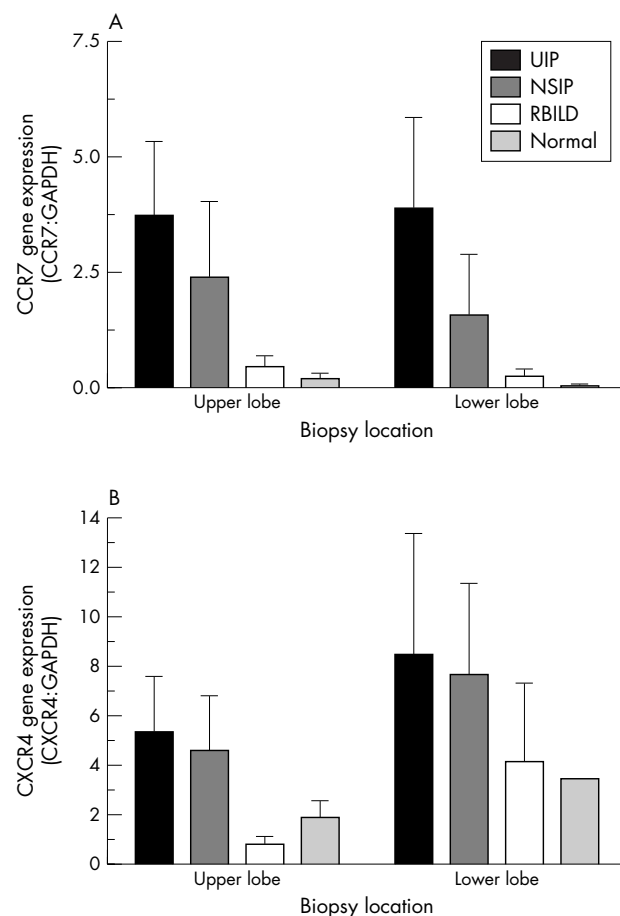 A
7.5
5.0
2.5
0.0
CCR7 gene expression
(CCR7:GAPDH)
UIP
NSIP
RBILD
Normal
Upper lobe
Lower lobe
Biopsy location
B
14
12
10
8
6
4
2
0
CXCR4 gene expression
(CXCR4:GAPDH)
Upper lobe
Lower lobe
Biopsy location